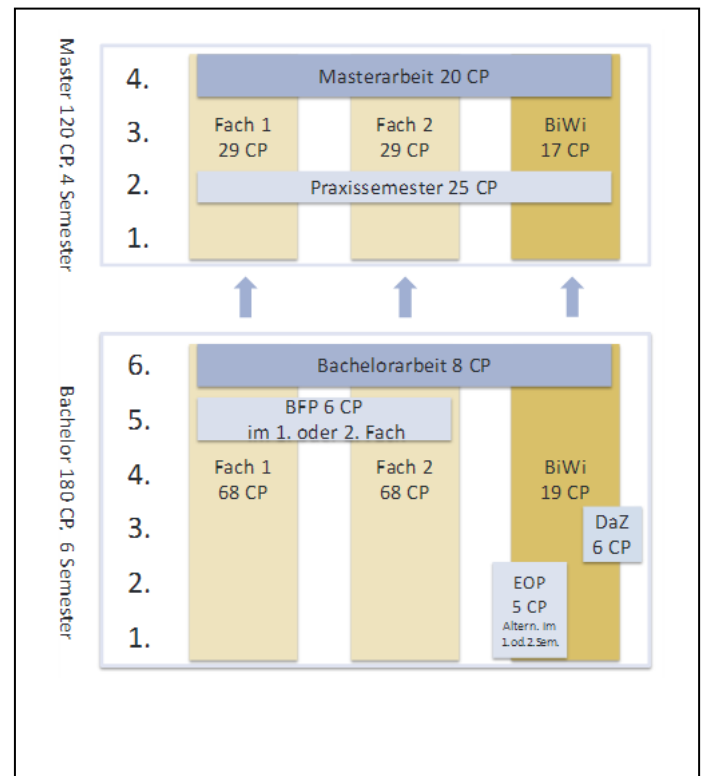 Master 120 CP, 4 Semester
4.
Masterarbeit 20 CP
3.
Fach 1
29 CP
Fach 2
29 CP
BiWi
17 CP
2.
Praxissemester 25 CP
1.
Bachelor 180 CP, 6 Semester
6.
Bachelorarbeit 8 CP
5.
BFP 6 CP
im 1. oder 2. Fach
4.
Fach 1
68 CP
Fach 2
68 CP
BiWi
19 CP
3.
DaZ
6 CP
2.
EOP
5 CP
Altern. Im
1.od.2.Sem.
1.